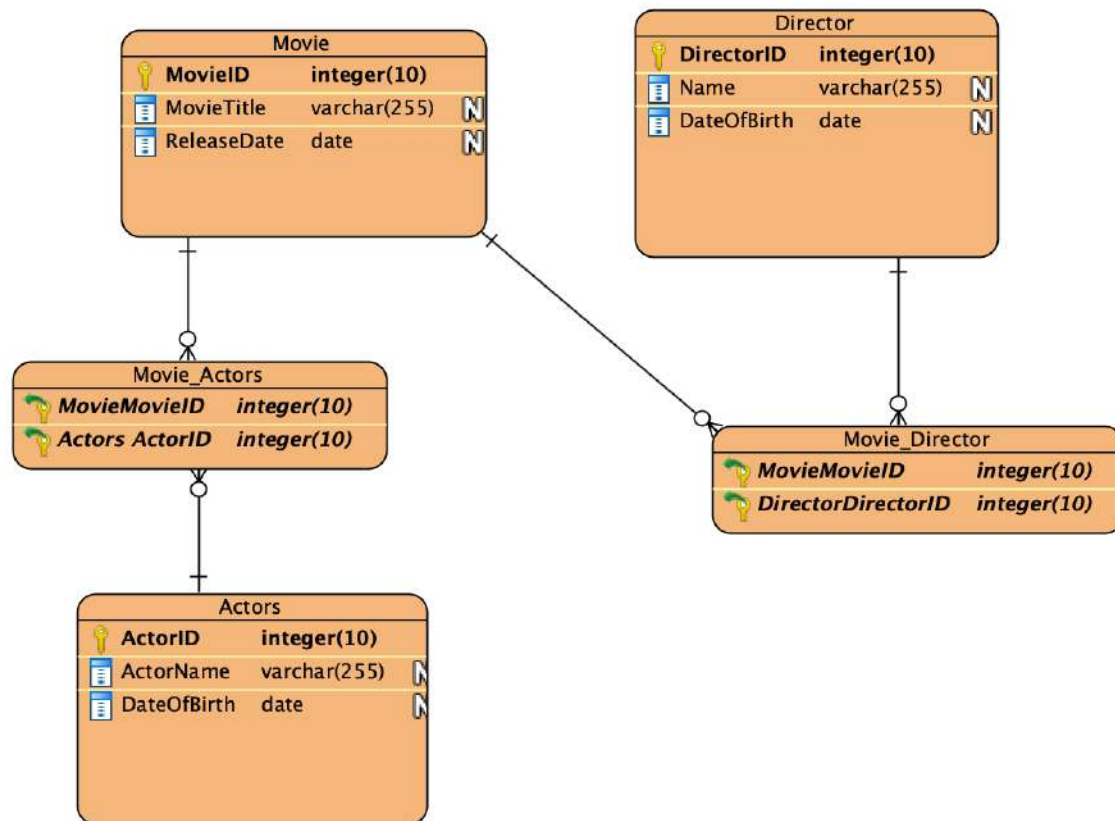 Movie
MovieID integer(10)
MovieTitle varchar(255) N
ReleaseDate date N
Director
DirectorID integer(10)
Name varchar(255) N
DateOfBirth date N
Movie_Actors
MovieMovieID integer(10)
Actors ActorID integer(10)
Movie_Director
MovieMovieID integer(10)
DirectorDirectorID integer(10)
Actors
ActorID integer(10)
ActorName varchar(255) N
DateOfBirth date N